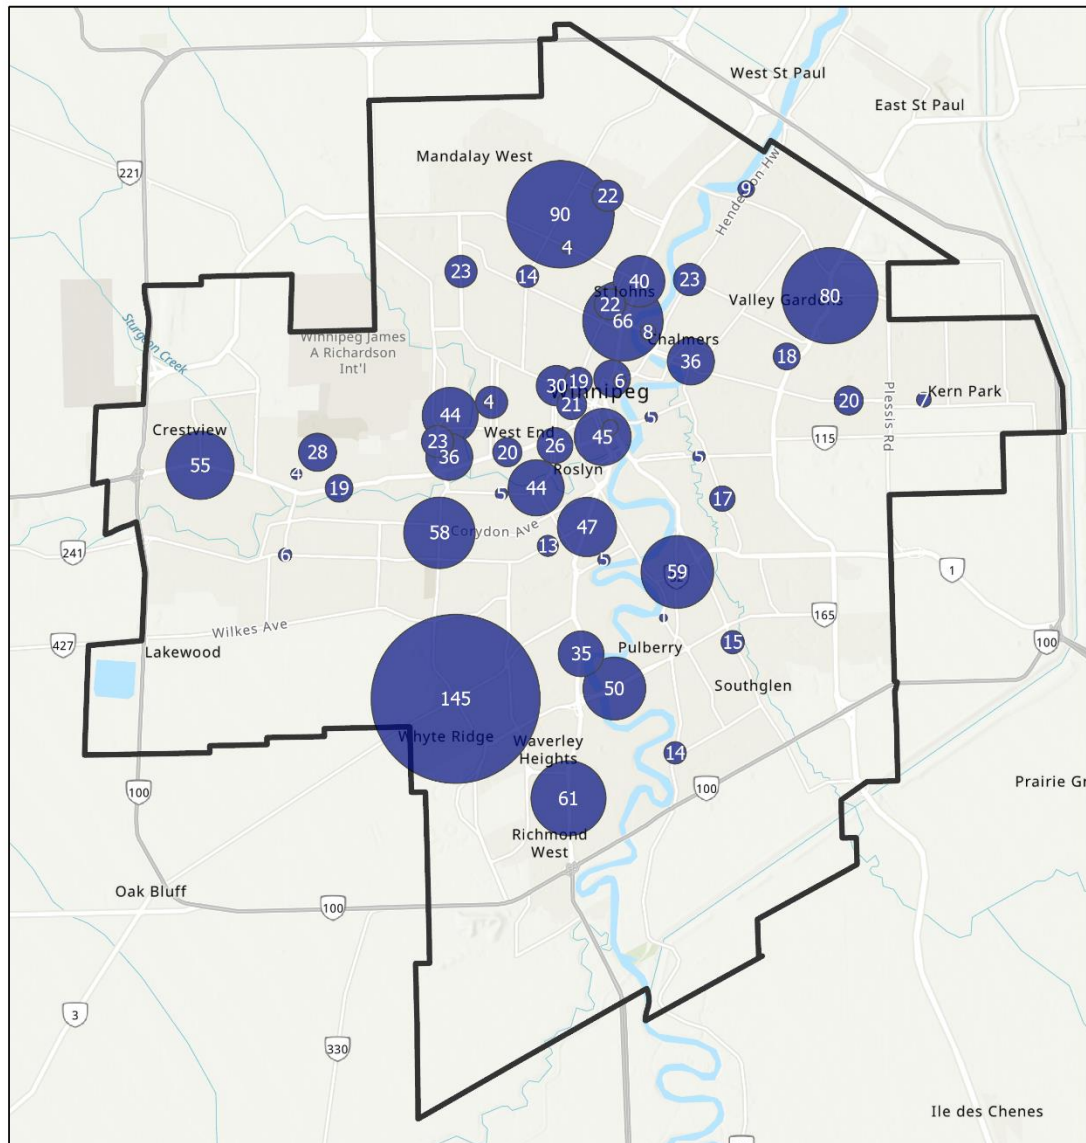 West St Paul
East St Paul
Mandalay West
221
Henderson Hwy
9
22
90
4
23
14
40
23
St Johns
22
Valley Gardens
80
66
8
Chalmers
Sturgeon Creek
Winnipeg James
A Richardson
Int'l
36
18
30
19
6
Winnipeg
Kern Park
Plessis Rd
20
7
4
21
44
5
Crestview
23
West End
45
115
28
20
26
36
5
55
Roslyn
4
19
44
5
17
58
Corydon Ave
47
13
241
6
5
59
1
1
Wilkes Ave
165
427
Lakewood
15
100
35
Pulberry
Southglen
50
145
Whyte Ridge
Waverley
Heights
14
100
100
Prairie Gr
61
Richmond
West
Oak Bluff
100
3
330
Ile des Chenes